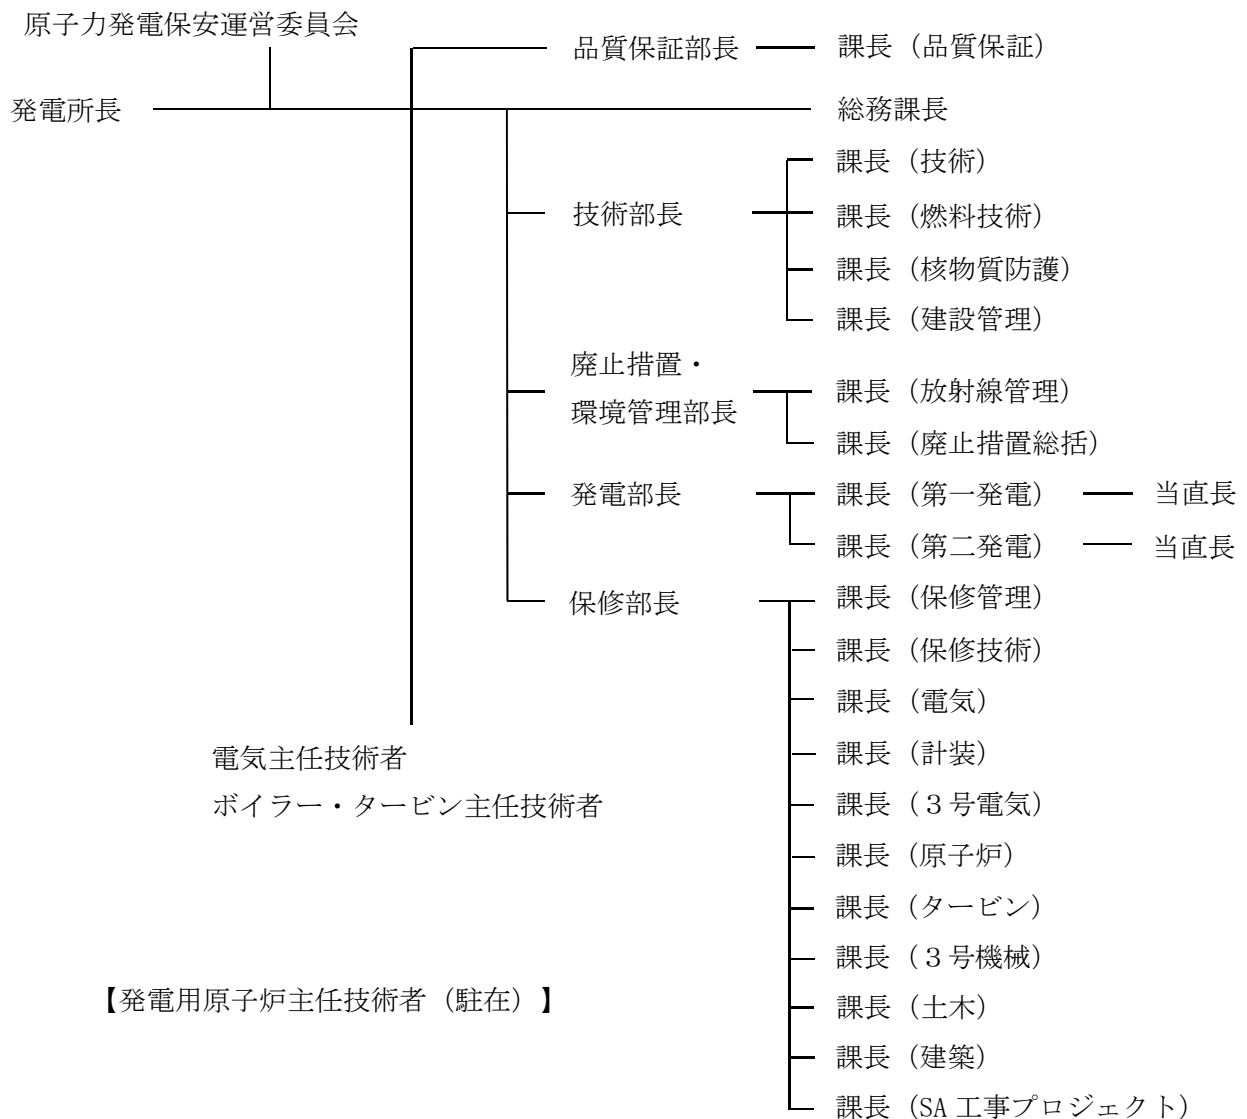 原子力発電保安運営委員会
品質保証部長
課長（品質保証）
発電所長
総務課長
課長（技術）
技術部長
課長（燃料技術）
課長（核物質防護）
課長（建設管理）
廃止措置・
環境管理部長
課長（放射線管理）
課長（廃止措置総括）
発電部長
課長（第一発電）
当直長
課長（第二発電）
当直長
保修部長
課長（保修管理）
課長（保修技術）
課長（電気）
課長（計装）
課長（３号電気）
課長（原子炉）
課長（タービン）
課長（３号機械）
課長（土木）
課長（建築）
課長（SA 工事プロジェクト）
電気主任技術者
ボイラー・タービン主任技術者
【発電用原子炉主任技術者（駐在）】